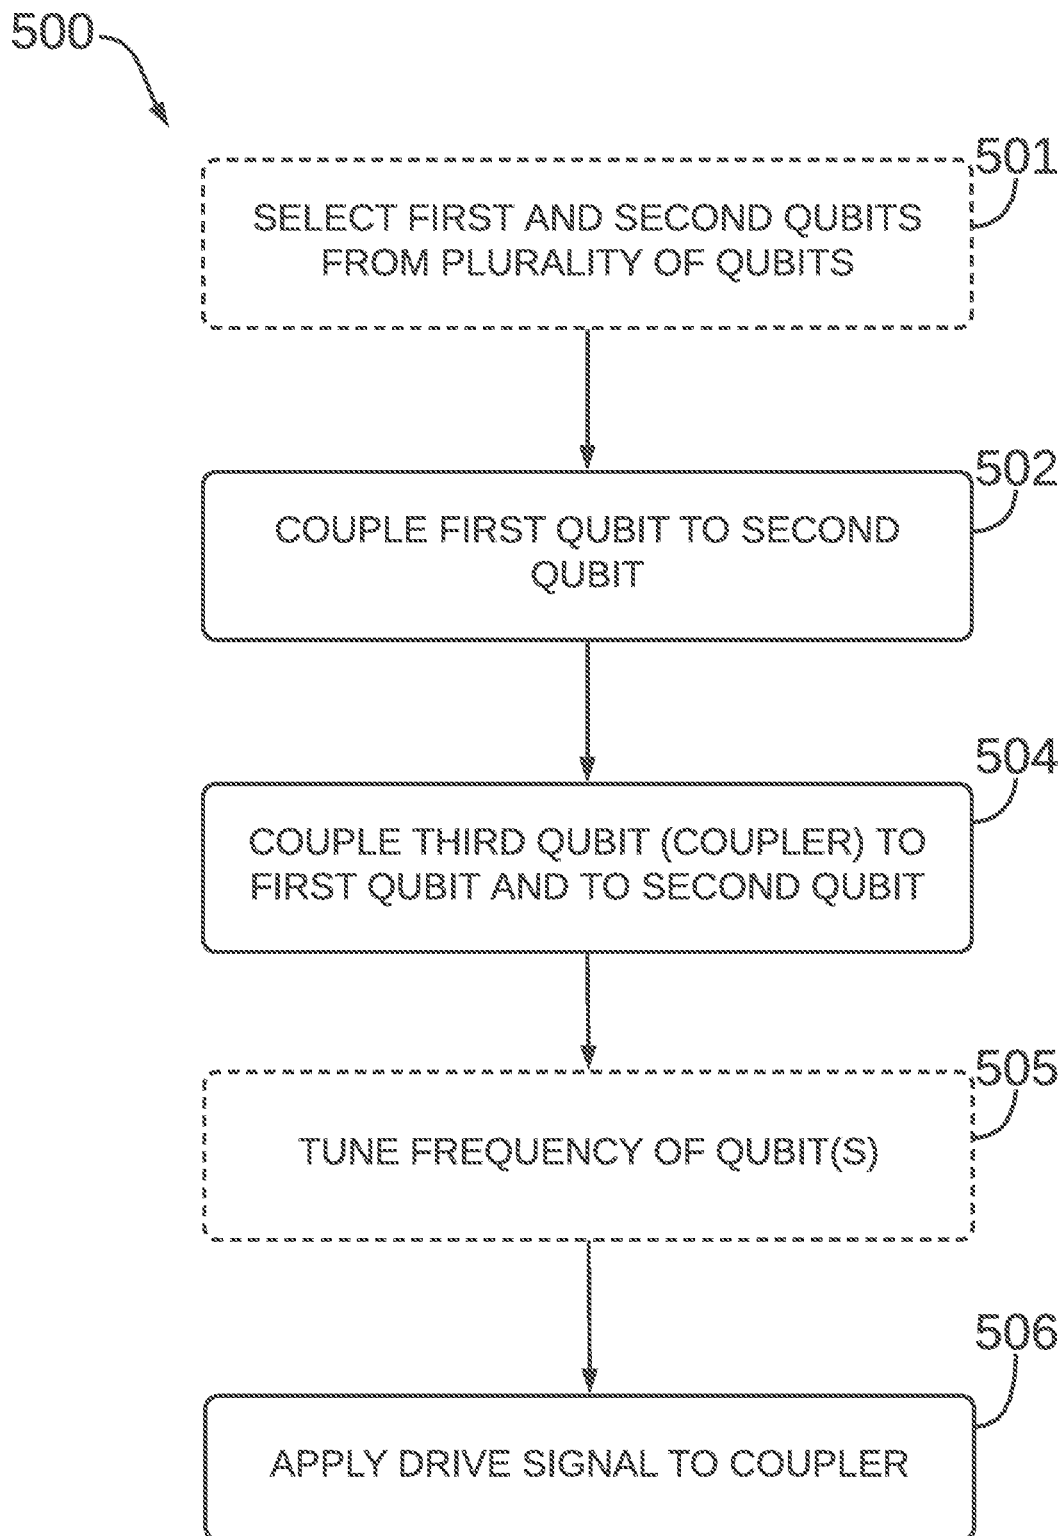 500
501
SELECT FIRST AND SECOND QUBITS
FROM PLURALITY OF QUBITS
502
COUPLE FIRST QUBIT TO SECOND
QUBIT
504
COUPLE THIRD QUBIT (COUPLER) TO
FIRST QUBIT AND TO SECOND QUBIT
505
TUNE FREQUENCY OF QUBIT(S)
506
APPLY DRIVE SIGNAL TO COUPLER